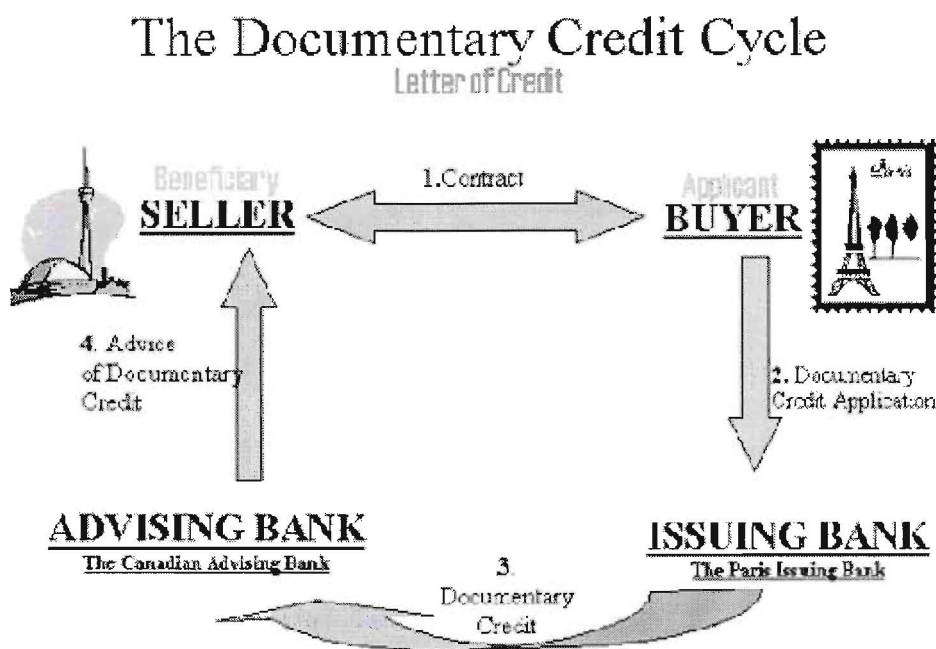 The Documentary Credit Cycle
Letter of Credit
Beneficiary
SELLER
1.Contract
Applicant
BUYER
4. Advice
of Documentary
Credit
2. Documentary
Credit Application
ADVISING BANK
The Canadian Advising Bank
ISSUING BANK
The Paris Issuing Bank
3.
Documentary
Credit